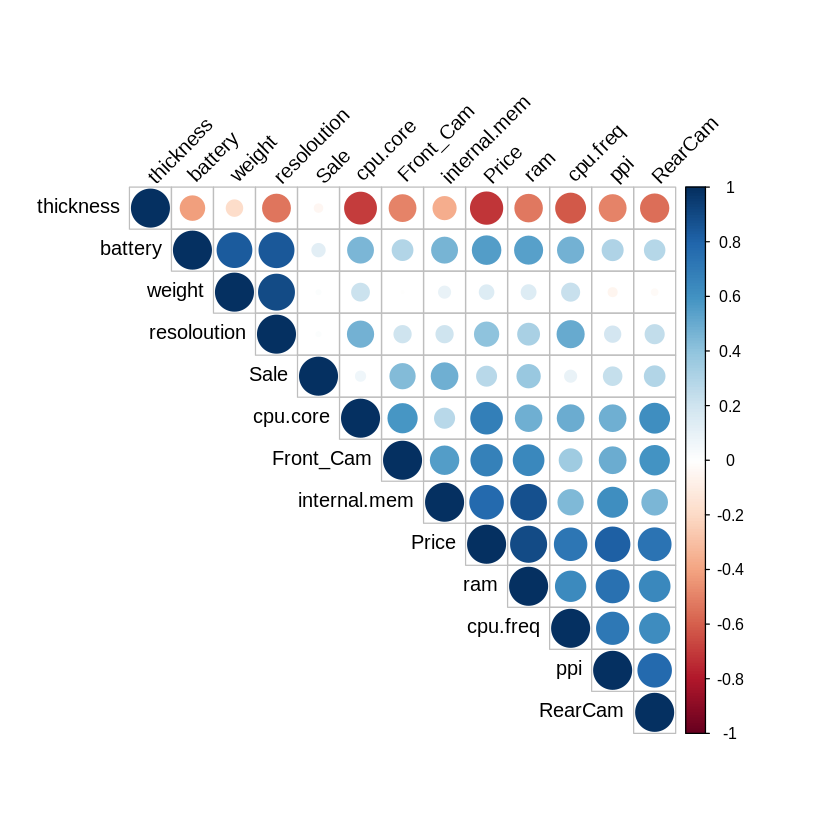 thickness
battery
weight
resoloution
Sale
cpu.core
Front_Cam
internal.mem
Price
ram
cpu.freq
ppi
RearCam
thickness
battery
weight
resoloution
Sale
cpu.core
Front_Cam
internal.mem
Price
ram
cpu.freq
ppi
RearCam
1
0.8
0.6
0.4
0.2
0
-0.2
-0.4
-0.6
-0.8
-1